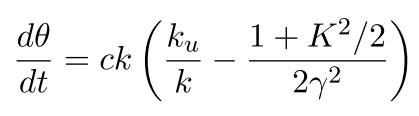 dθ/dt = ck ( k_u/k − (1 + K²/2)/(2γ²) )